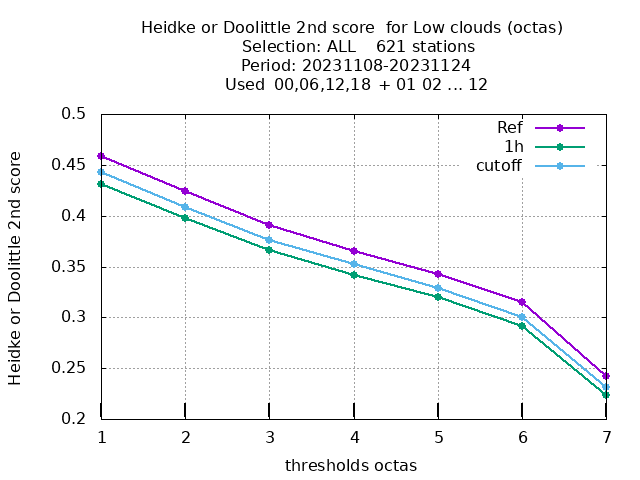 Heidke or Doolittle 2nd score  for Low clouds (octas)
Selection: ALL    621 stations
Period: 20231108-20231124
Used  00,06,12,18 + 01 02 ... 12
Heidke or Doolittle 2nd score
0.5
0.45
0.4
0.35
0.3
0.25
0.2
Ref
1h
cutoff
1 2 3 4 5 6 7
thresholds octas